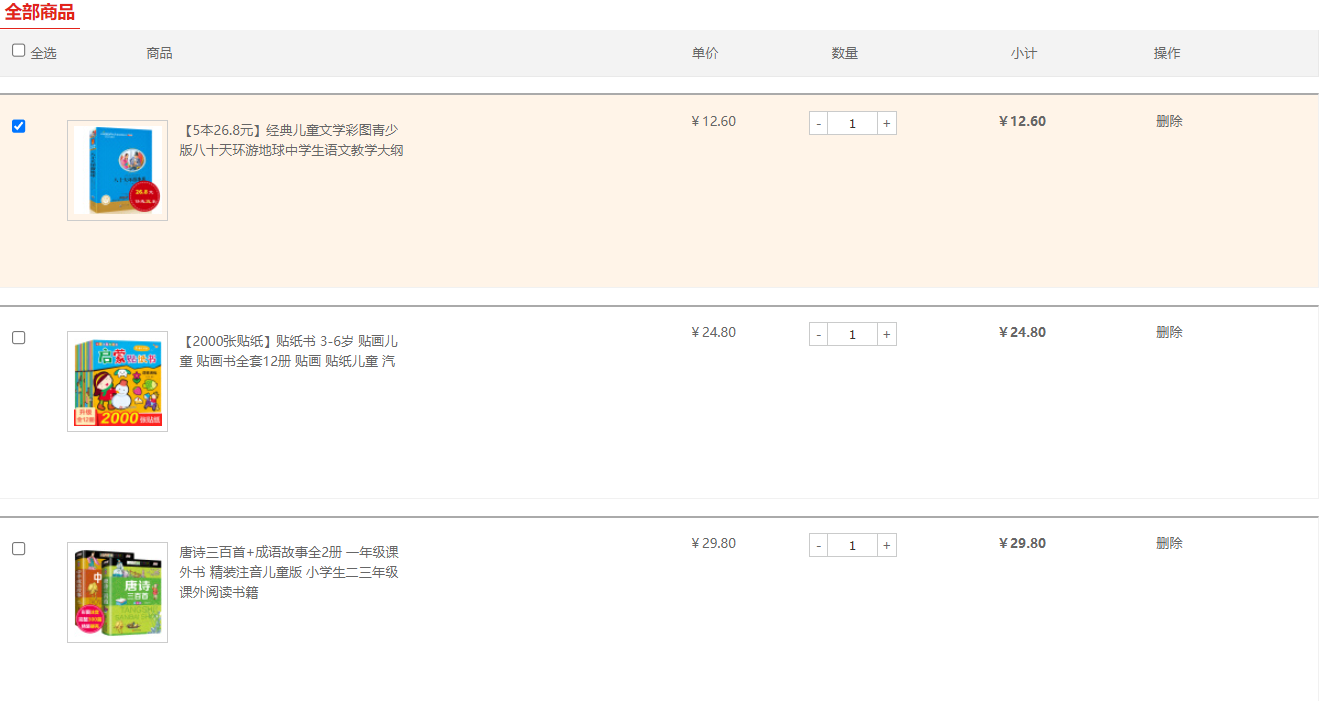 全部商品
全选 商品 单价 数量 小计 操作
【5本26.8元】经典儿童文学彩图青少 ￥12.60 - 1 + ￥12.60 删除
版八十天环游地球中学生语文教学大纲
【2000张贴纸】贴纸书 3-6岁 贴画儿 ￥24.80 - 1 + ￥24.80 删除
童 贴画书全套12册 贴画 贴纸儿童 汽
启蒙
2000 张贴纸
唐诗三百首+成语故事全2册 一年级课 ￥29.80 - 1 + ￥29.80 删除
外书 精装注音儿童版 小学生二三年级
课外阅读书籍
唐诗
三百首